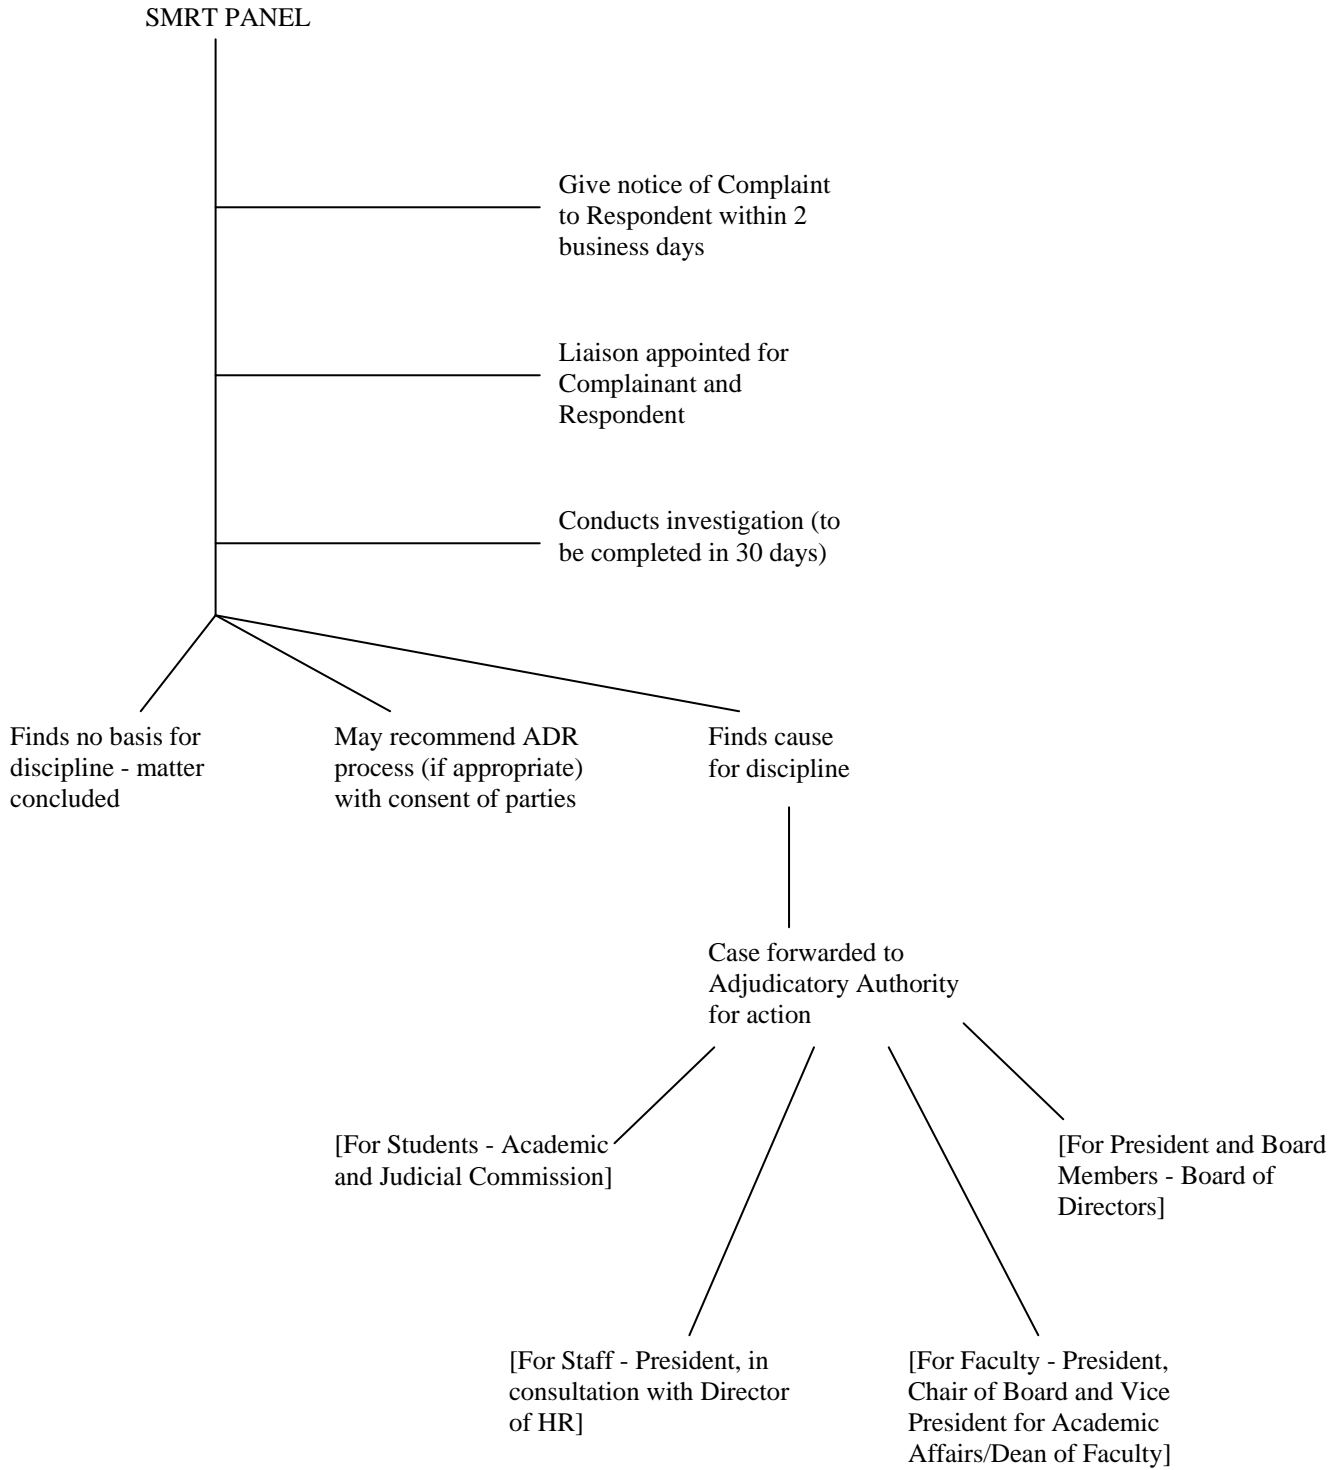 SMRT PANEL
Give notice of Complaint
to Respondent within 2
business days
Liaison appointed for
Complainant and
Respondent
Conducts investigation (to
be completed in 30 days)
Finds no basis for
discipline - matter
concluded
May recommend ADR
process (if appropriate)
with consent of parties
Finds cause
for discipline
Case forwarded to
Adjudicatory Authority
for action
[For Students - Academic
and Judicial Commission]
[For President and Board
Members - Board of
Directors]
[For Staff - President, in
consultation with Director
of HR]
[For Faculty - President,
Chair of Board and Vice
President for Academic
Affairs/Dean of Faculty]